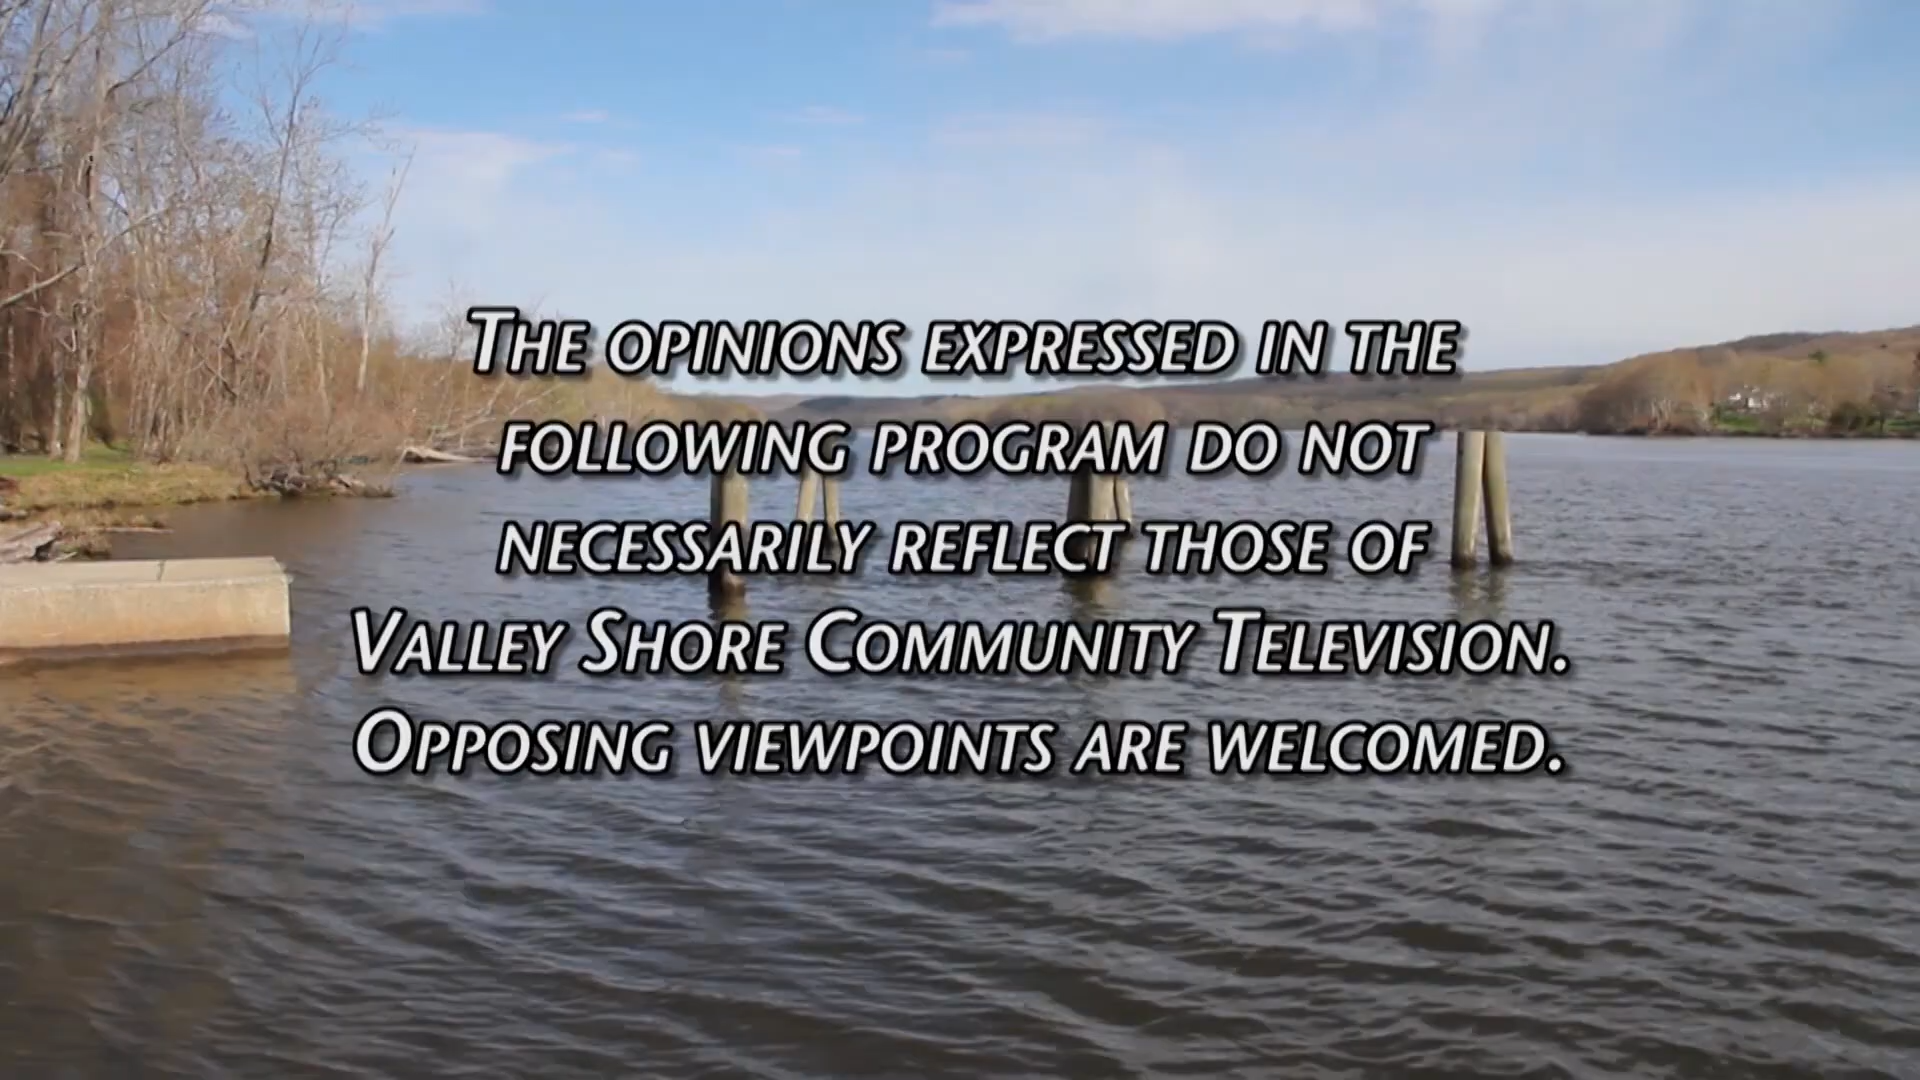 The opinions expressed in the
following program do not
necessarily reflect those of
Valley Shore Community Television.
Opposing viewpoints are welcomed.